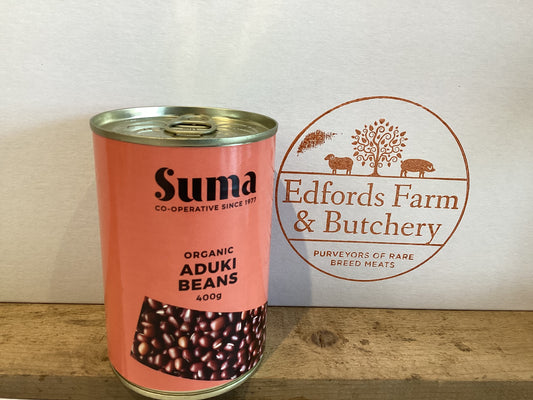 Suma
CO-OPERATIVE SINCE 1977
ORGANIC
ADUKI
BEANS
400g
Edfords Farm
& Butchery
PURVEYORS OF RARE
BREED MEATS